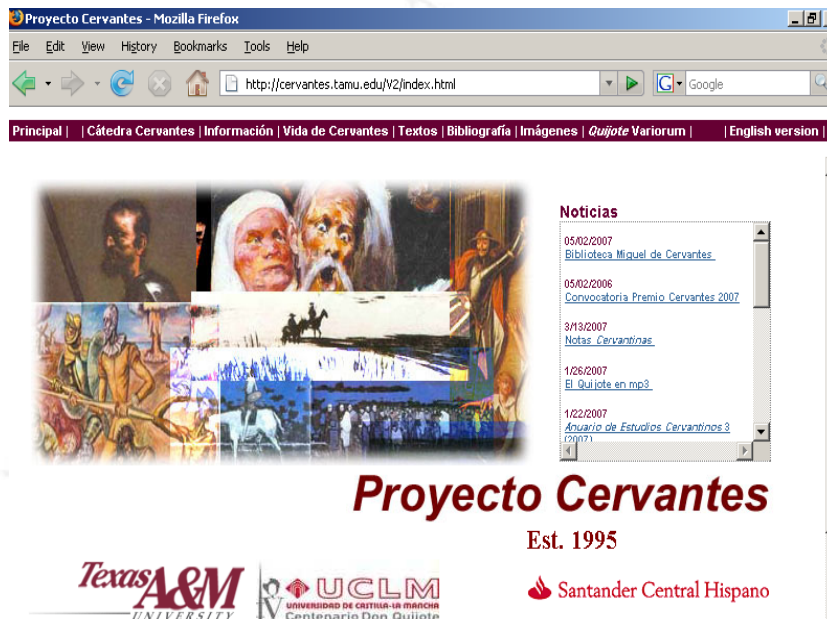 Proyecto Cervantes - Mozilla Firefox
File Edit View History Bookmarks Tools Help
http://cervantes.tamu.edu/V2/index.html
G Google
Principal | | Cátedra Cervantes | Información | Vida de Cervantes | Textos | Bibliografía | Imágenes | Quijote Variorum | | English version |
Noticias
05/02/2007
Biblioteca Miguel de Cervantes
05/02/2006
Convocatoria Premio Cervantes 2007
3/13/2007
Notas Cervantinas
1/26/2007
El Quijote en mp3
1/22/2007
Anuario de Estudios Cervantinos 3
(2007)
Proyecto Cervantes
Est. 1995
Texas A&M
UNIVERSITY
UCLM
UNIVERSIDAD DE CASTILLA-LA MANCHA
Centenario Don Quijote
Santander Central Hispano